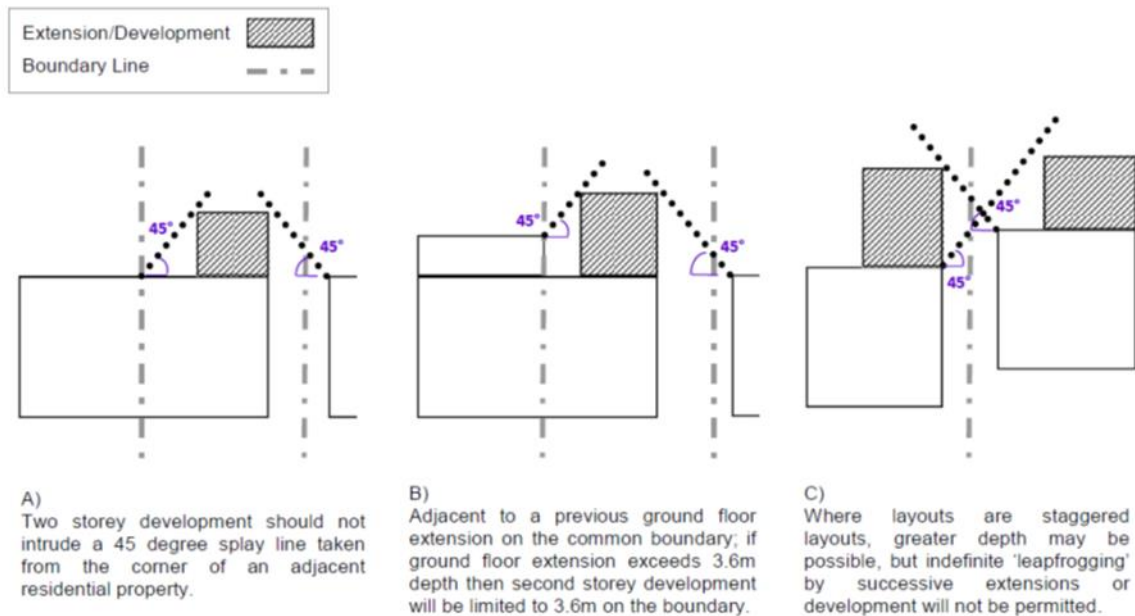 Extension/Development
Boundary Line
45°
45°
45°
45°
45°
45°
A)
Two storey development should not
intrude a 45 degree splay line taken
from the corner of an adjacent
residential property.
B)
Adjacent to a previous ground floor
extension on the common boundary; if
ground floor extension exceeds 3.6m
depth then second storey development
will be limited to 3.6m on the boundary.
C)
Where layouts are staggered
layouts, greater depth may be
possible, but indefinite 'leapfrogging'
by successive extensions or
development will not be permitted.